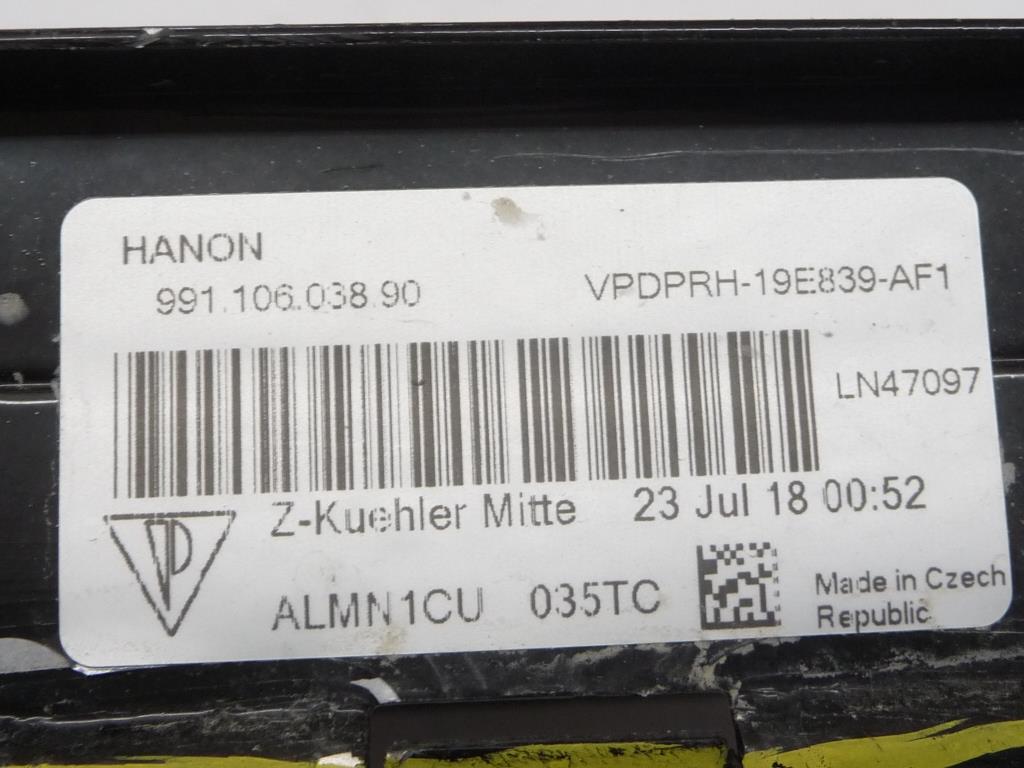 HANON
991.106.038.90 VPDPRH-19E839-AF1
LN47097
Z-Kuehler Mitte 23 Jul 18 00:52
PD
ALMN1CU 035TC
Made in Czech
Republic